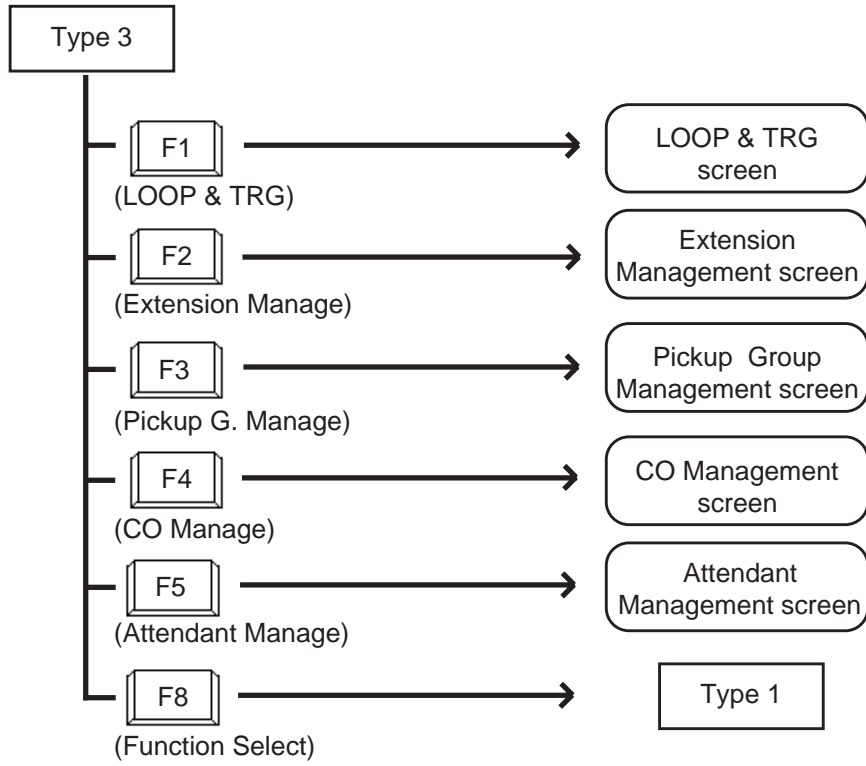 Type 3
F1
(LOOP & TRG)
LOOP & TRG
screen
F2
(Extension Manage)
Extension
Management screen
F3
(Pickup G. Manage)
Pickup Group
Management screen
F4
(CO Manage)
CO Management
screen
F5
(Attendant Manage)
Attendant
Management screen
F8
(Function Select)
Type 1